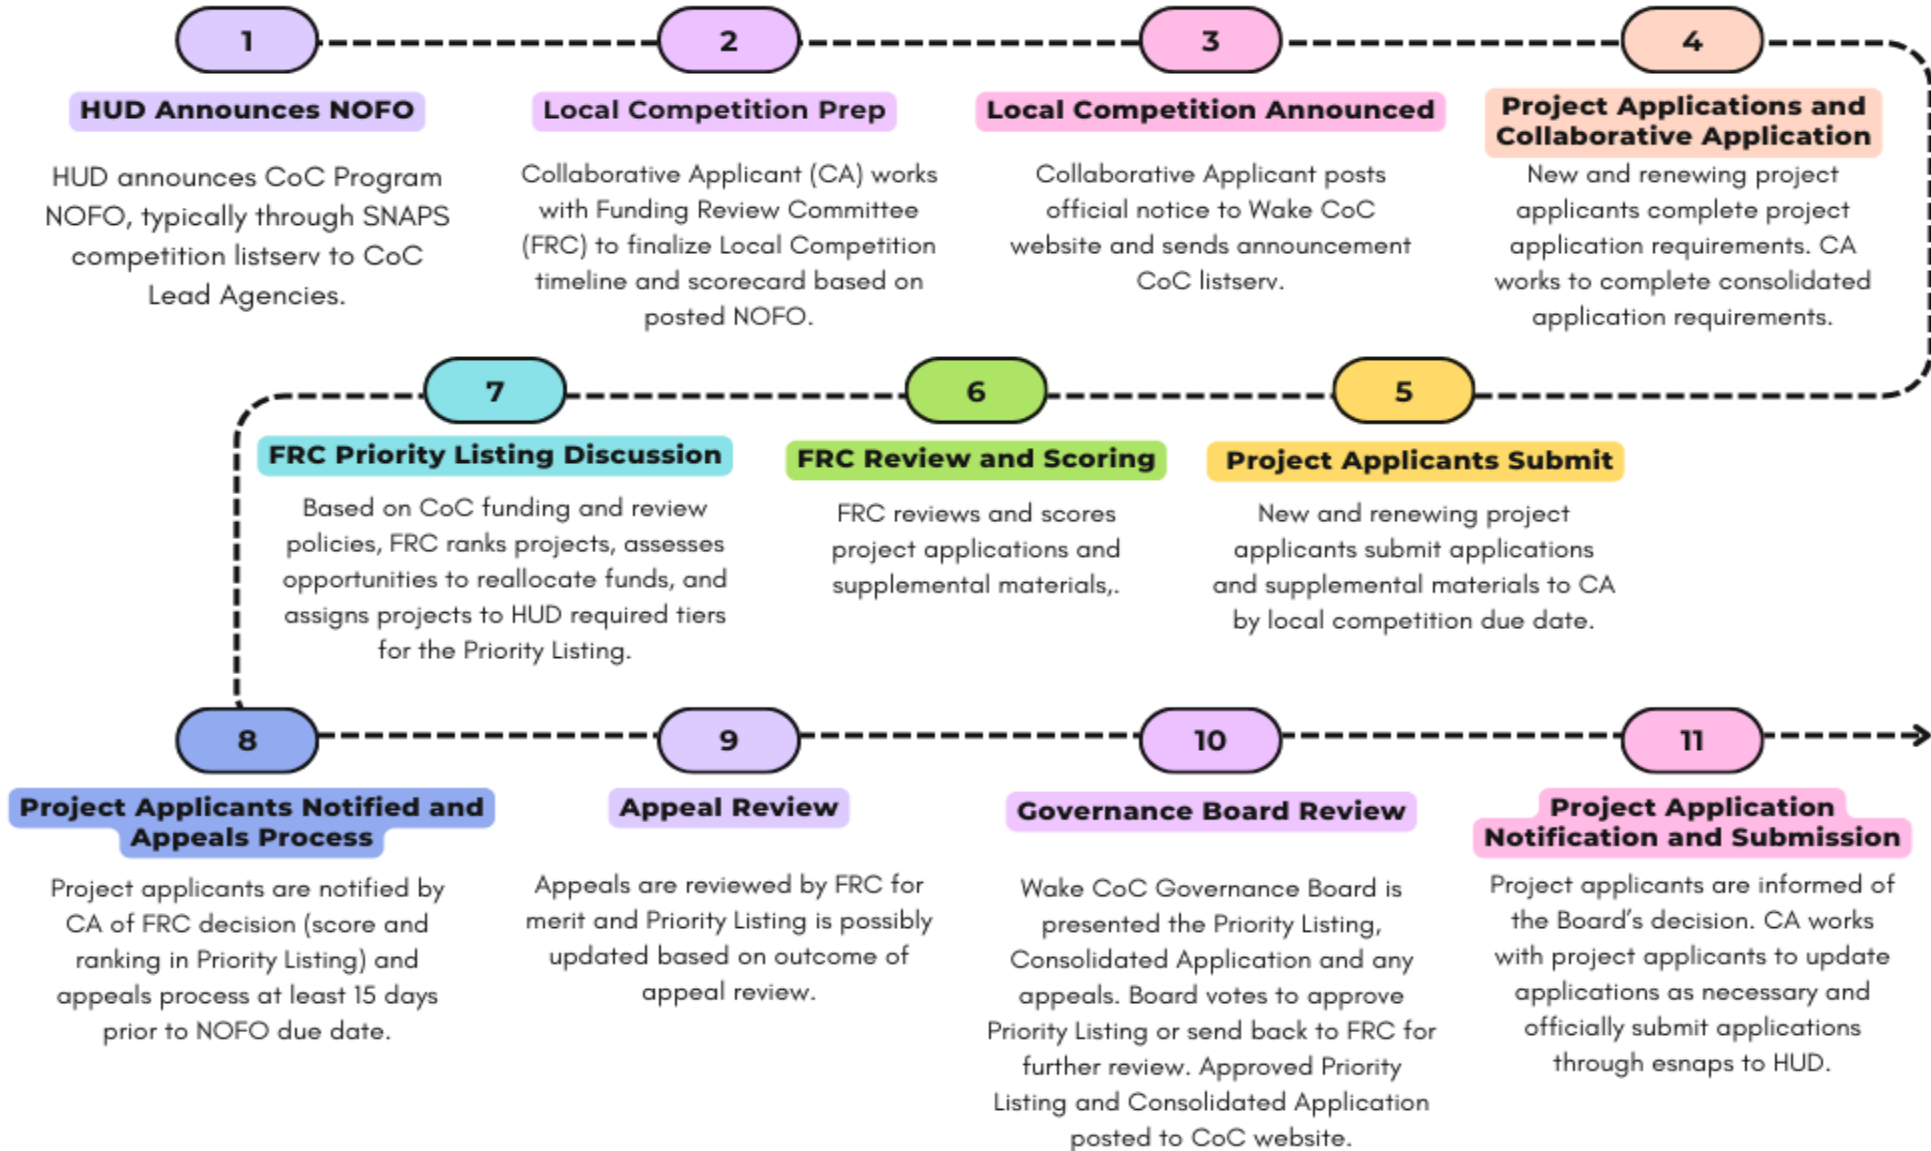 1
HUD Announces NOFO
HUD announces CoC Program
NOFO, typically through SNAPS
competition listserv to CoC
Lead Agencies.
2
Local Competition Prep
Collaborative Applicant (CA) works
with Funding Review Committee
(FRC) to finalize Local Competition
timeline and scorecard based on
posted NOFO.
3
Local Competition Announced
Collaborative Applicant posts
official notice to Wake CoC
website and sends announcement
CoC listserv.
4
Project Applications and
Collaborative Application
New and renewing project
applicants complete project
application requirements. CA
works to complete consolidated
application requirements.
5
Project Applicants Submit
New and renewing project
applicants submit applications
and supplemental materials to CA
by local competition due date.
6
FRC Review and Scoring
FRC reviews and scores
project applications and
supplemental materials,.
7
FRC Priority Listing Discussion
Based on CoC funding and review
policies, FRC ranks projects, assesses
opportunities to reallocate funds, and
assigns projects to HUD required tiers
for the Priority Listing.
8
Project Applicants Notified and
Appeals Process
Project applicants are notified by
CA of FRC decision (score and
ranking in Priority Listing) and
appeals process at least 15 days
prior to NOFO due date.
9
Appeal Review
Appeals are reviewed by FRC for
merit and Priority Listing is possibly
updated based on outcome of
appeal review.
10
Governance Board Review
Wake CoC Governance Board is
presented the Priority Listing,
Consolidated Application and any
appeals. Board votes to approve
Priority Listing or send back to FRC for
further review. Approved Priority
Listing and Consolidated Application
posted to CoC website.
11
Project Application
Notification and Submission
Project applicants are informed of
the Board's decision. CA works
with project applicants to update
applications as necessary and
officially submit applications
through esnaps to HUD.